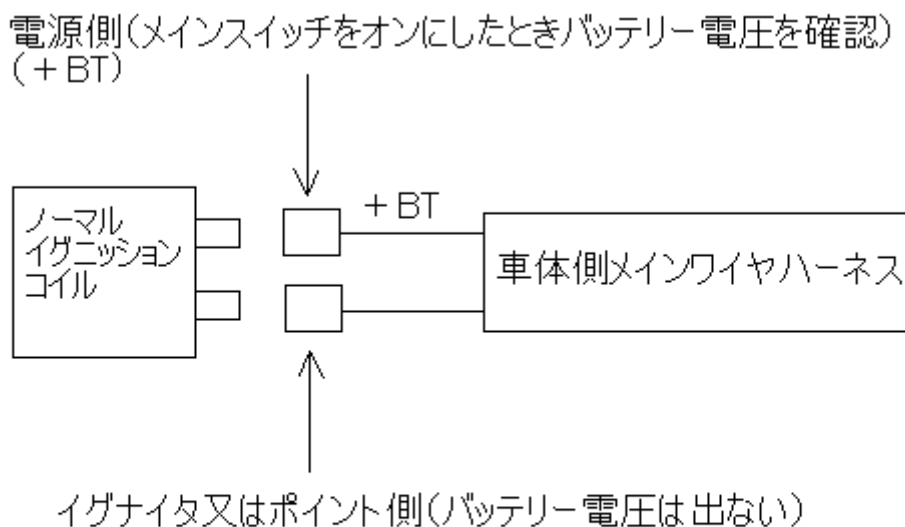 電源側(メインスイッチをオンにしたときバッテリー電圧を確認)
(+BT)
+BT
ノーマル
イグニッション
コイル
車体側メインワイヤハーネス
イグナイタ又はポイント側(バッテリー電圧は出ない)